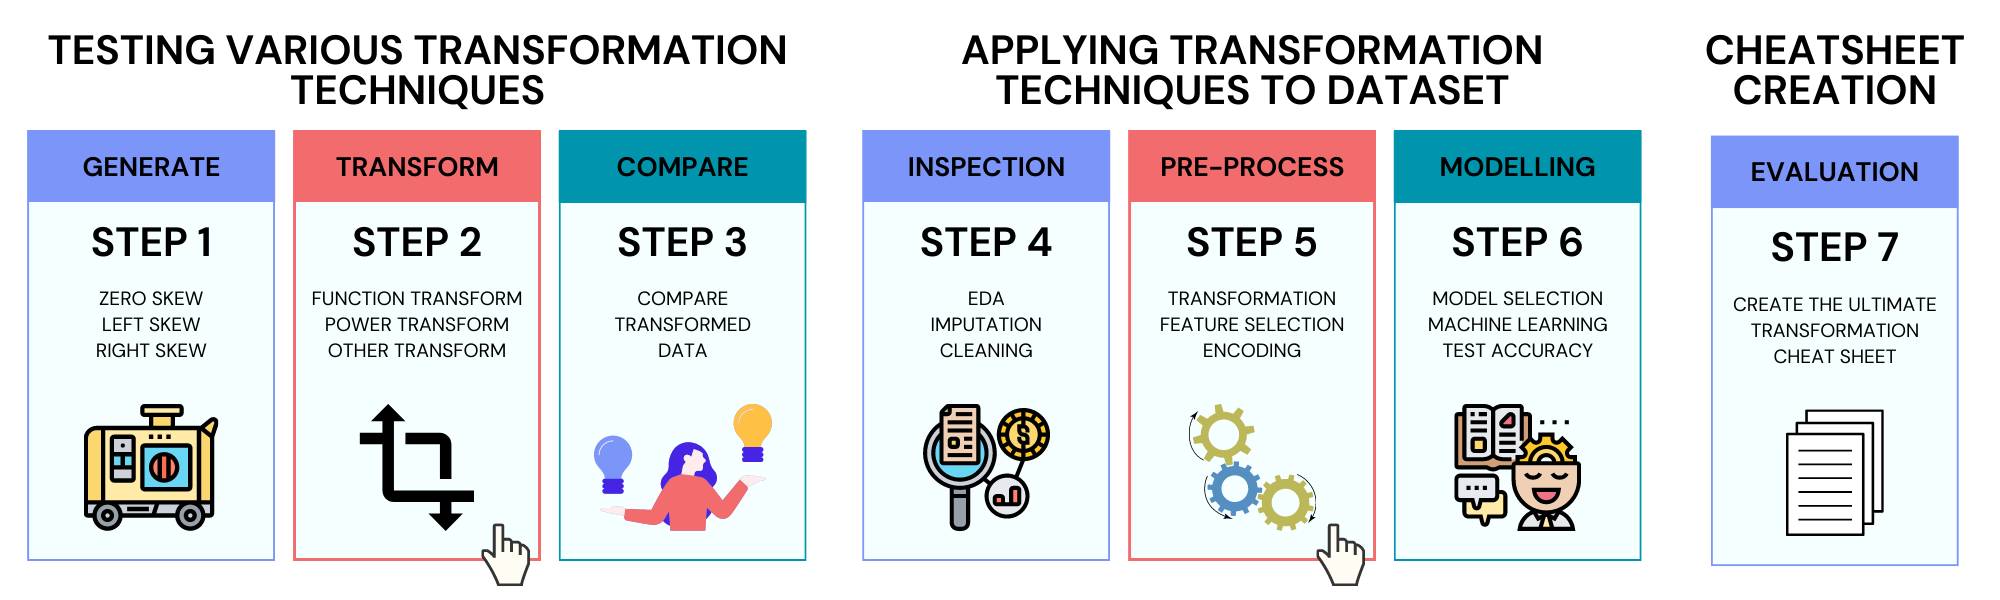 TESTING VARIOUS TRANSFORMATION
TECHNIQUES
GENERATE
STEP 1
ZERO SKEW
LEFT SKEW
RIGHT SKEW
TRANSFORM
STEP 2
FUNCTION TRANSFORM
POWER TRANSFORM
OTHER TRANSFORM
COMPARE
STEP 3
COMPARE
TRANSFORMED
DATA
APPLYING TRANSFORMATION
TECHNIQUES TO DATASET
INSPECTION
STEP 4
EDA
IMPUTATION
CLEANING
PRE-PROCESS
STEP 5
TRANSFORMATION
FEATURE SELECTION
ENCODING
MODELLING
STEP 6
MODEL SELECTION
MACHINE LEARNING
TEST ACCURACY
CHEATSHEET
CREATION
EVALUATION
STEP 7
CREATE THE ULTIMATE
TRANSFORMATION
CHEAT SHEET